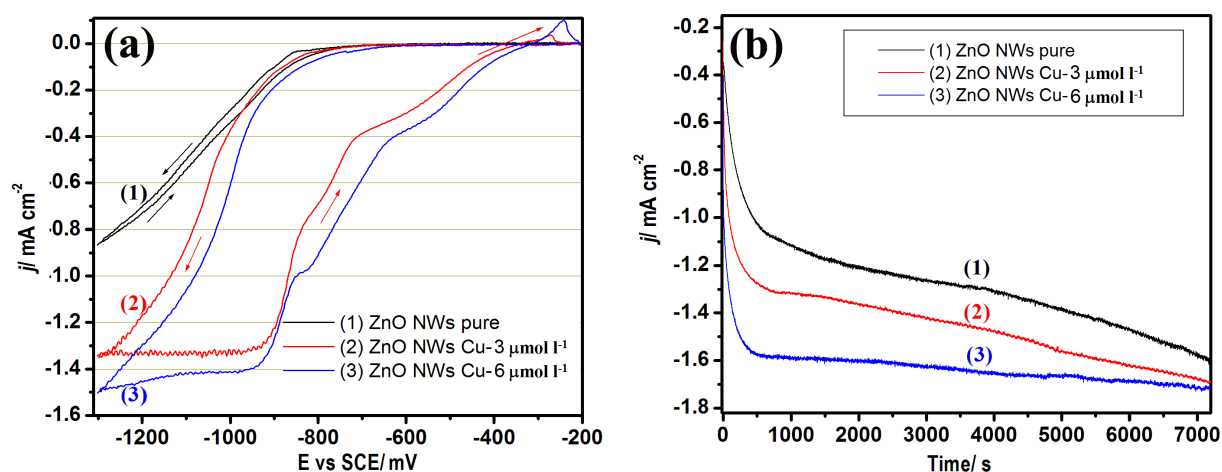 (a)
0.0
-0.2
-0.4
-0.6
-0.8
-1.0
-1.2
-1.4
-1.6
j/ mA cm-2
(1)
(2)
(3)
(1) ZnO NWs pure
(2) ZnO NWs Cu-3 μmol l-1
(3) ZnO NWs Cu-6 μmol l-1
-1200 -1000 -800 -600 -400 -200
E vs SCE/ mV
(b)
-0.2
-0.4
-0.6
-0.8
-1.0
-1.2
-1.4
-1.6
-1.8
j/ mA cm-2
(1) ZnO NWs pure
(2) ZnO NWs Cu-3 μmol l-1
(3) ZnO NWs Cu-6 μmol l-1
(1)
(2)
(3)
0 1000 2000 3000 4000 5000 6000 7000
Time/ s